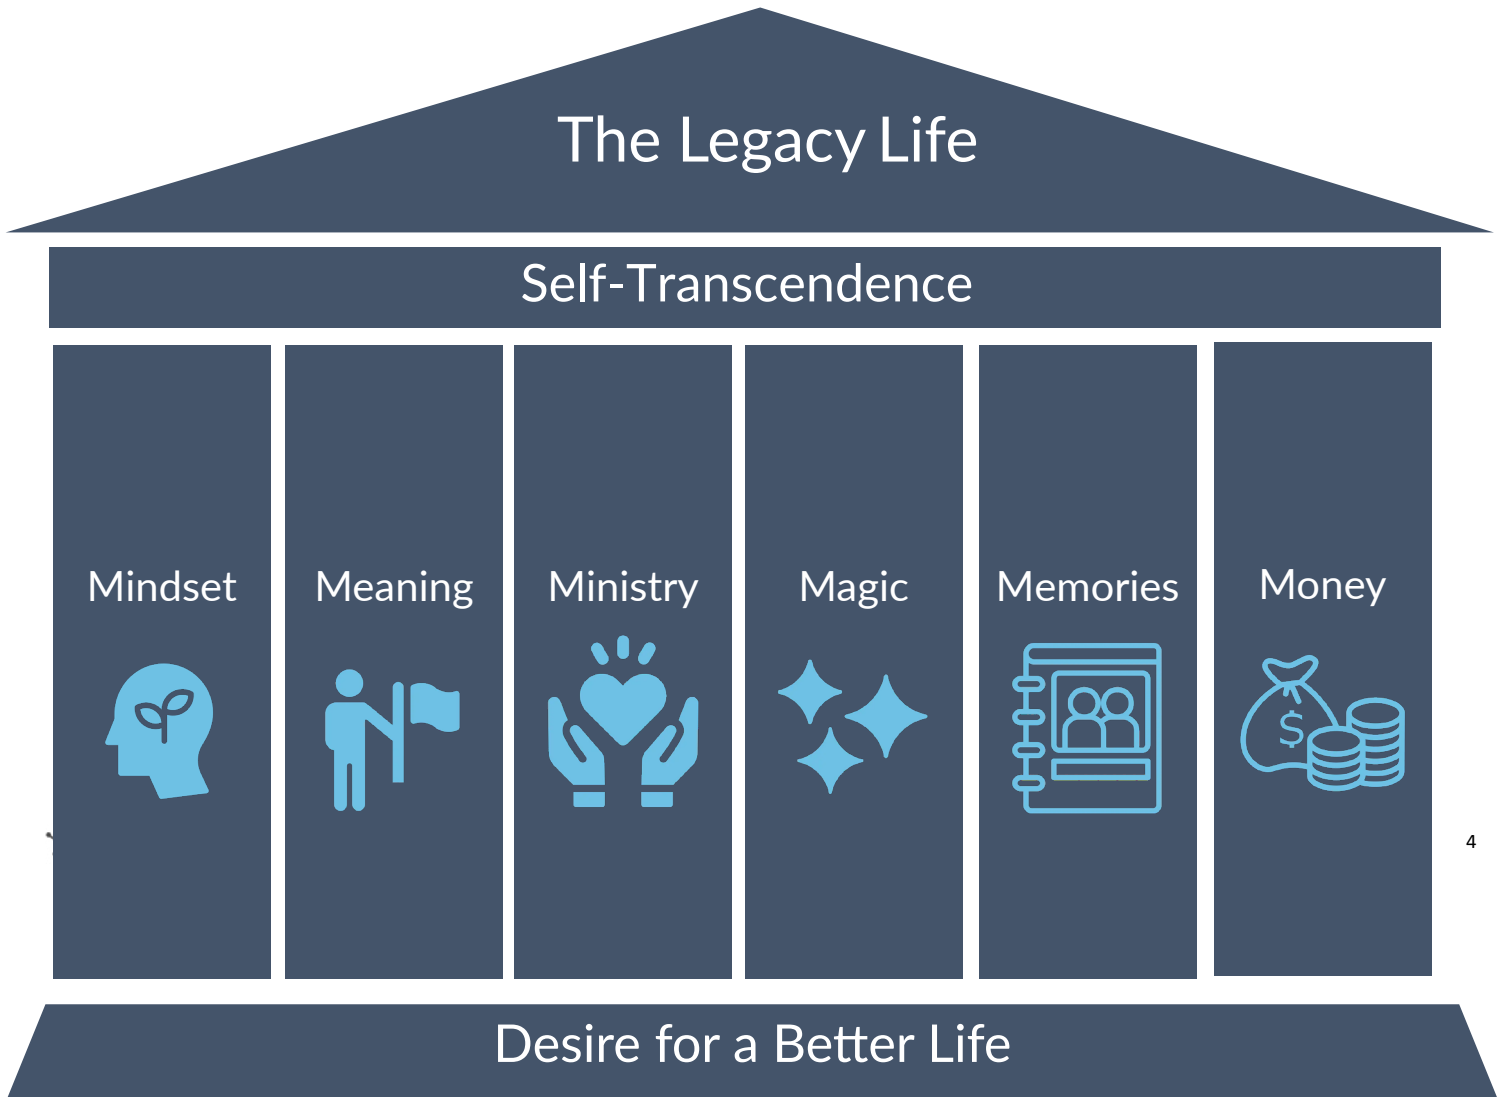 The Legacy Life
Self-Transcendence
Mindset
Meaning
Ministry
Magic
Memories
Money
$
4
Desire for a Better Life